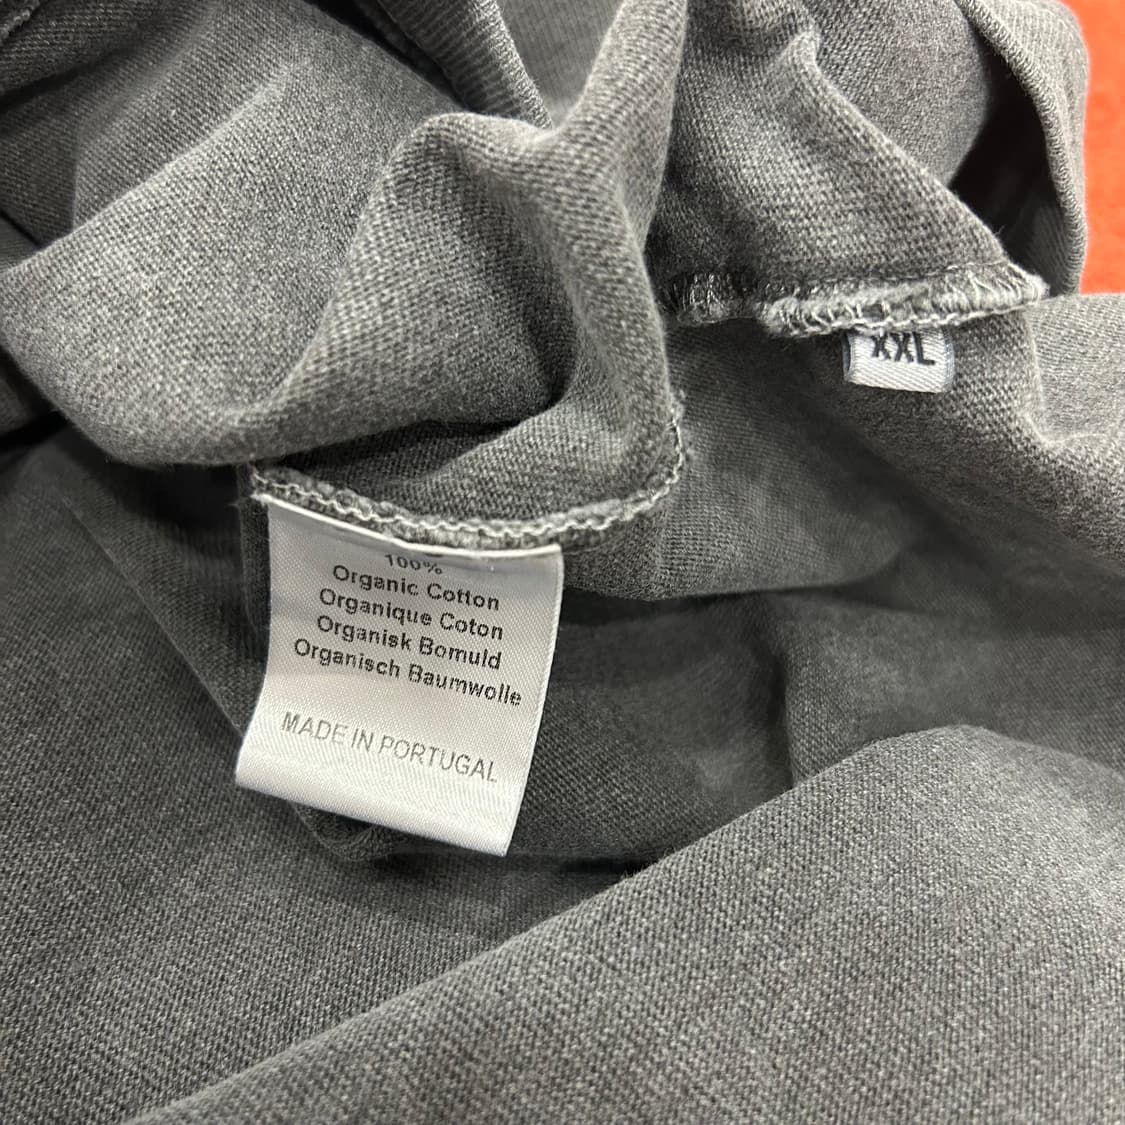 XXL
100%
Organic Cotton
Organique Coton
Organisk Bomuld
Organisch Baumwolle
MADE IN PORTUGAL